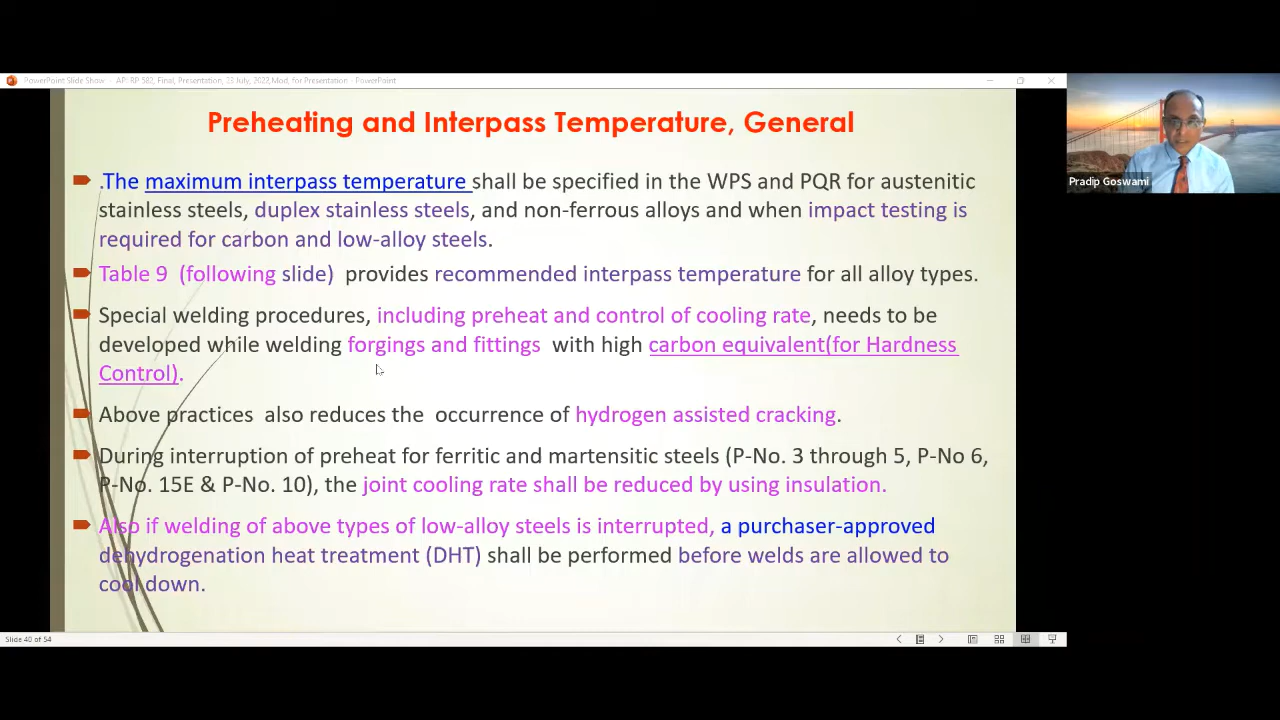 PowerPoint Slide Show - AP: RP 582, Final, Presentation, 23 July, 2022,Mod, for Presentation - PowerPoint
Preheating and Interpass Temperature, General
.The maximum interpass temperature shall be specified in the WPS and PQR for austenitic
stainless steels, duplex stainless steels, and non-ferrous alloys and when impact testing is
required for carbon and low-alloy steels.
Table 9 (following slide) provides recommended interpass temperature for all alloy types.
Special welding procedures, including preheat and control of cooling rate, needs to be
developed while welding forgings and fittings with high carbon equivalent(for Hardness
Control).
Above practices also reduces the occurrence of hydrogen assisted cracking.
During interruption of preheat for ferritic and martensitic steels (P-No. 3 through 5, P-No 6,
P-No. 15E & P-No. 10), the joint cooling rate shall be reduced by using insulation.
Also if welding of above types of low-alloy steels is interrupted, a purchaser-approved
dehydrogenation heat treatment (DHT) shall be performed before welds are allowed to
cool down.
Slide 40 of 54
Pradip Goswami